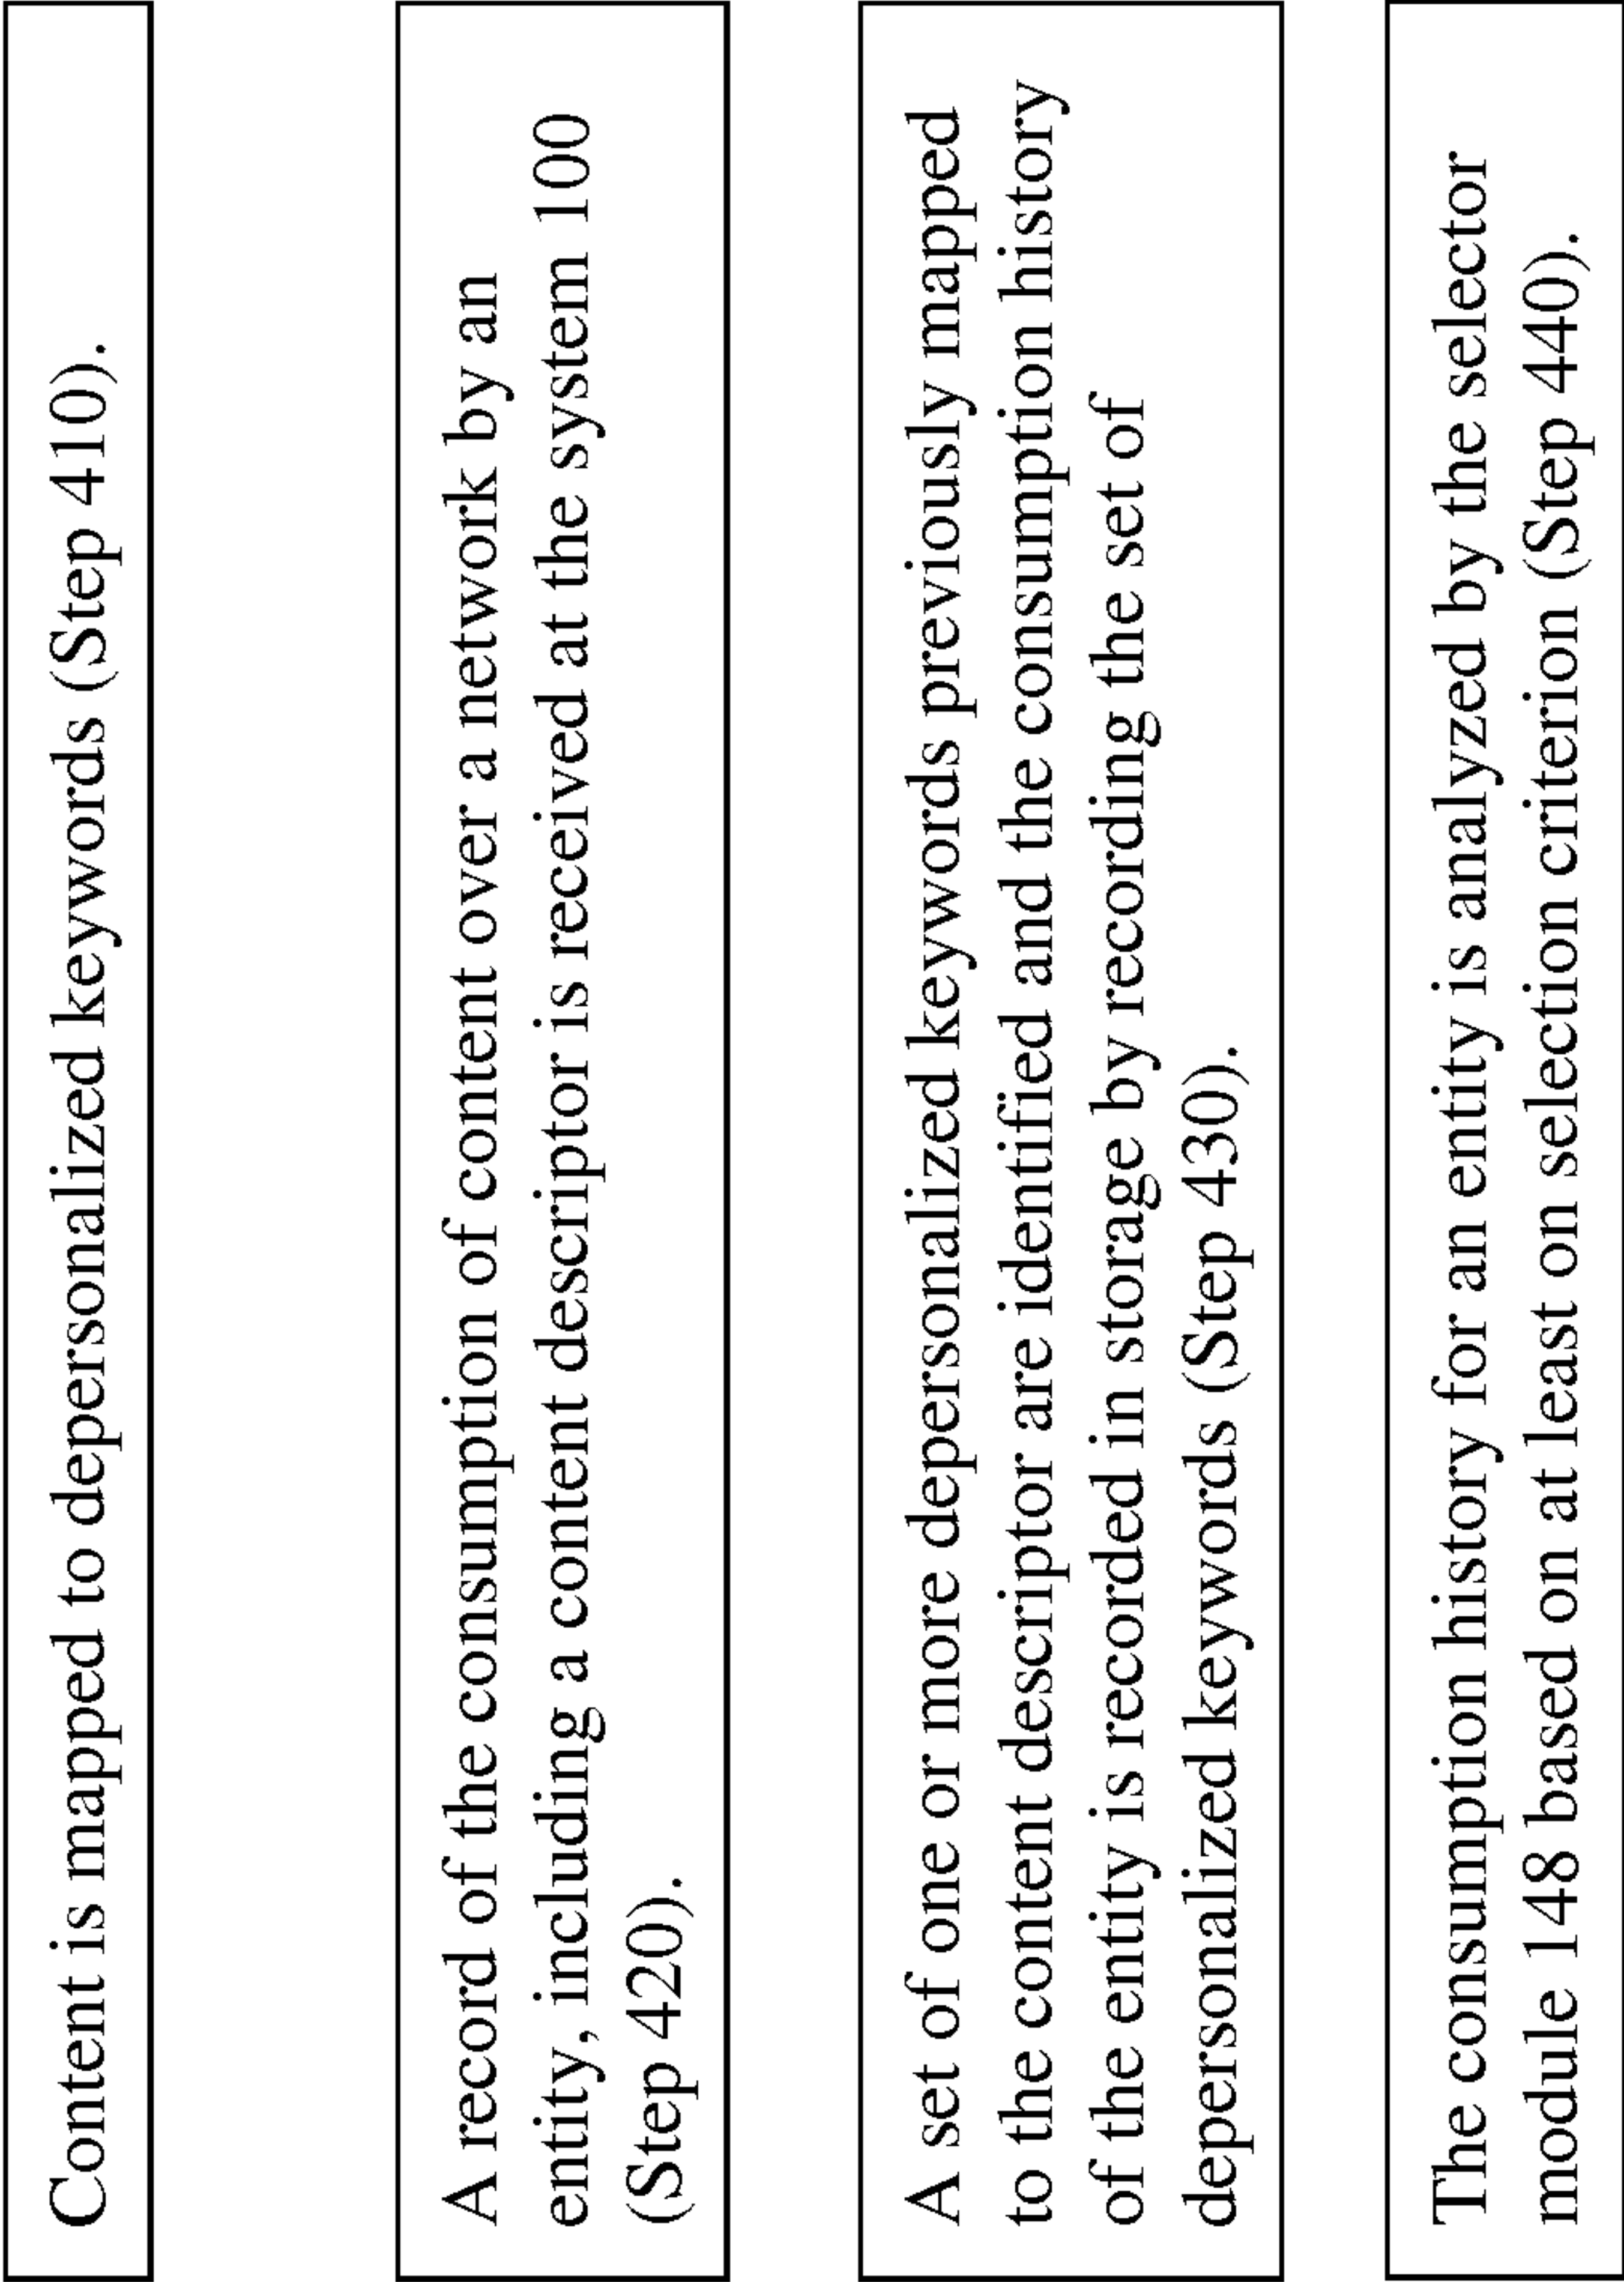 Content is mapped to depersonalized keywords (Step 410).
A record of the consumption of content over a network by an
entity, including a content descriptor is received at the system 100
(Step 420).
A set of one or more depersonalized keywords previously mapped
to the content descriptor are identified and the consumption history
of the entity is recorded in storage by recording the set of
depersonalized keywords (Step 430).
The consumption history for an entity is analyzed by the selector
module 148 based on at least on selection criterion (Step 440).